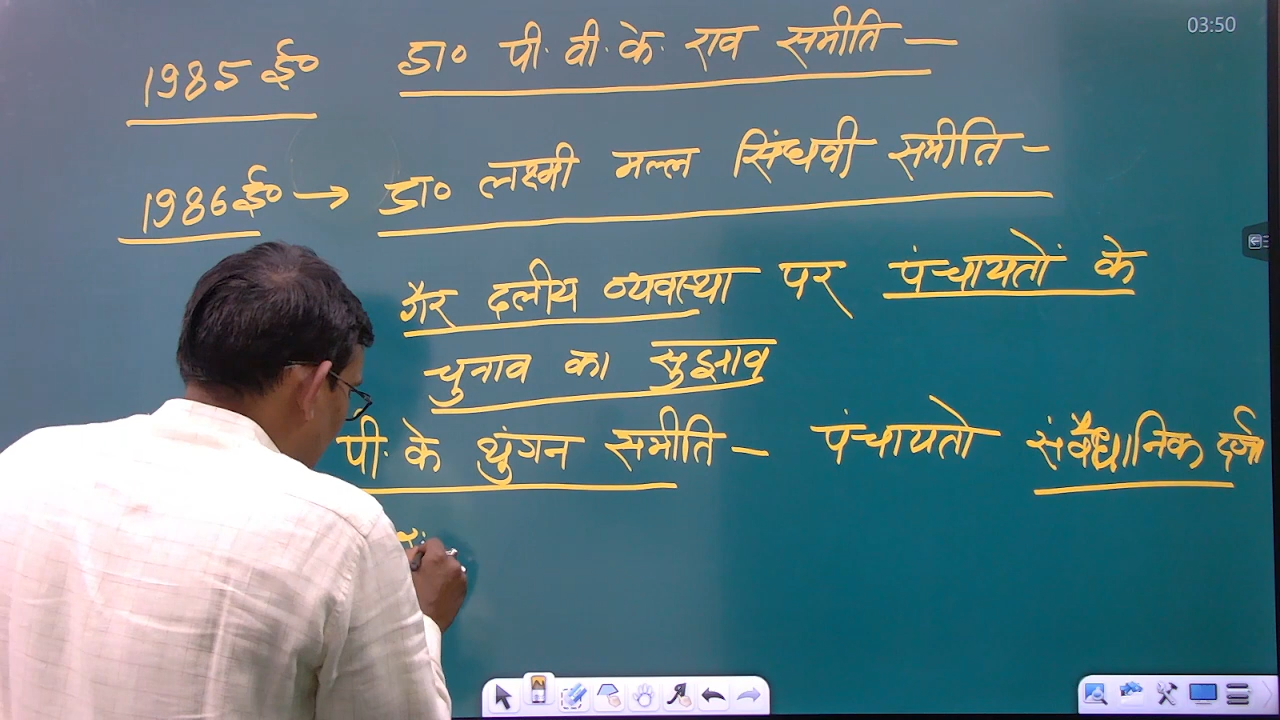 03:50
1985 ई० डा० पी. वी. के. राव समीति —
1986 ई० → डा० लक्ष्मी मल्ल सिंघवी समीति -
गैर दलीय व्यवस्था पर पंचायतों के
चुनाव का सुझाव
पी. के थुंगन समीति - पंचायतो संवैधानिक दर्जा